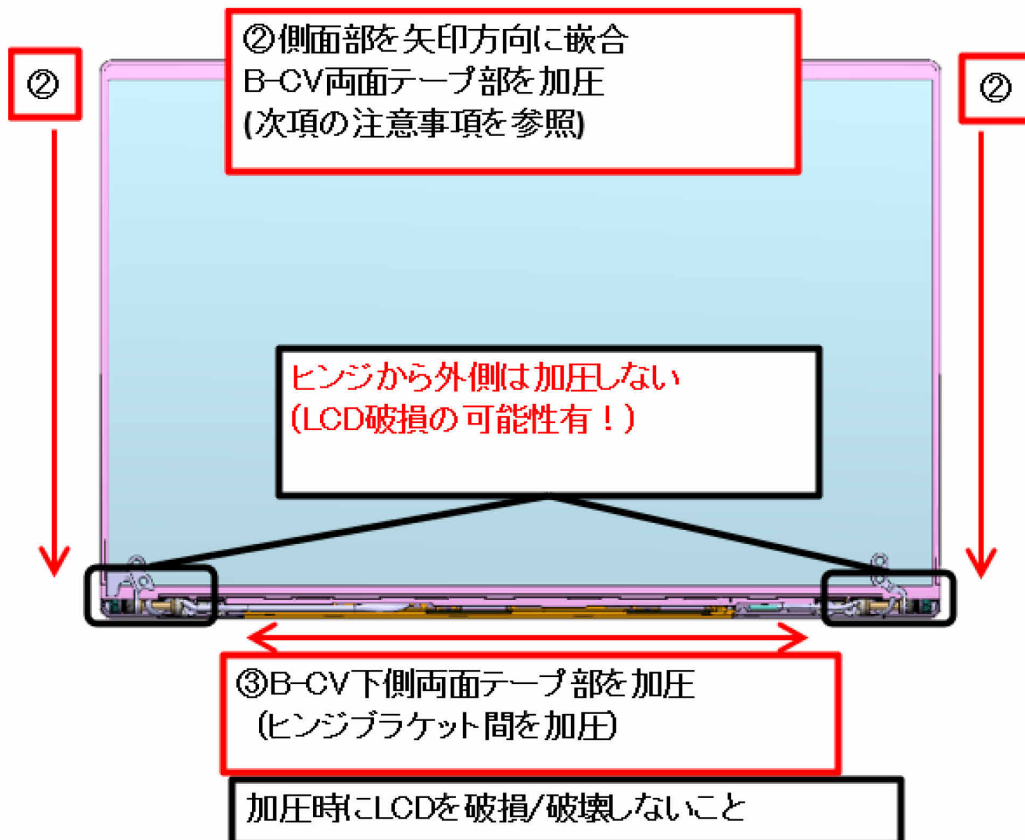 ②側面部を矢印方向に嵌合
B-CV両面テープ部を加圧
(次項の注意事項を参照)
②
②
ヒンジから外側は加圧しない
(LCD破損の可能性有！)
③B-CV下側両面テープ部を加圧
(ヒンジブラケット間を加圧)
加圧時にLCDを破損/破壊しないこと